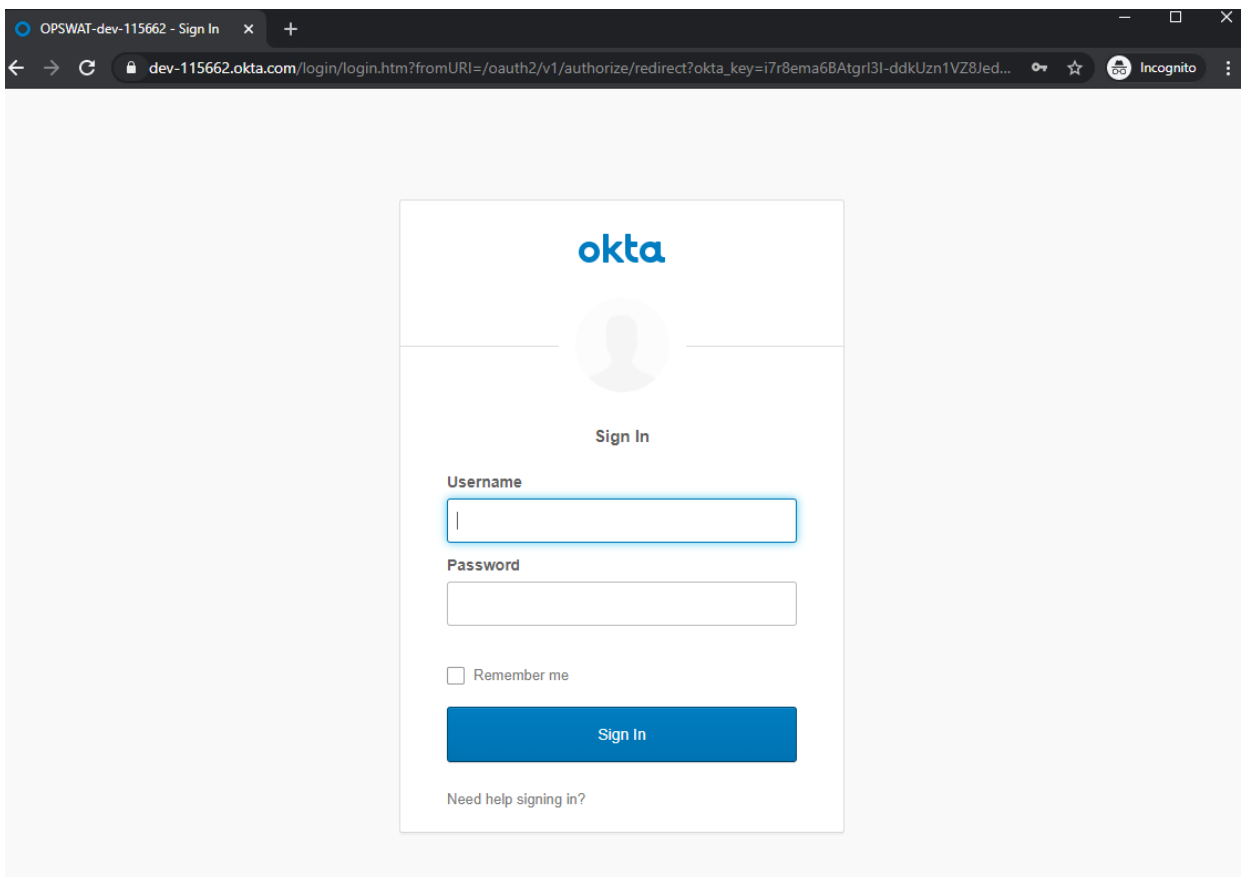 OPSWAT-dev-115662 - Sign In
dev-115662.okta.com/login/login.htm?fromURI=/oauth2/v1/authorize/redirect?okta_key=i7r8ema6BAtgrl3I-ddkUzn1VZ8Jed... Incognito
okta
Sign In
Username
Password
Remember me
Sign In
Need help signing in?